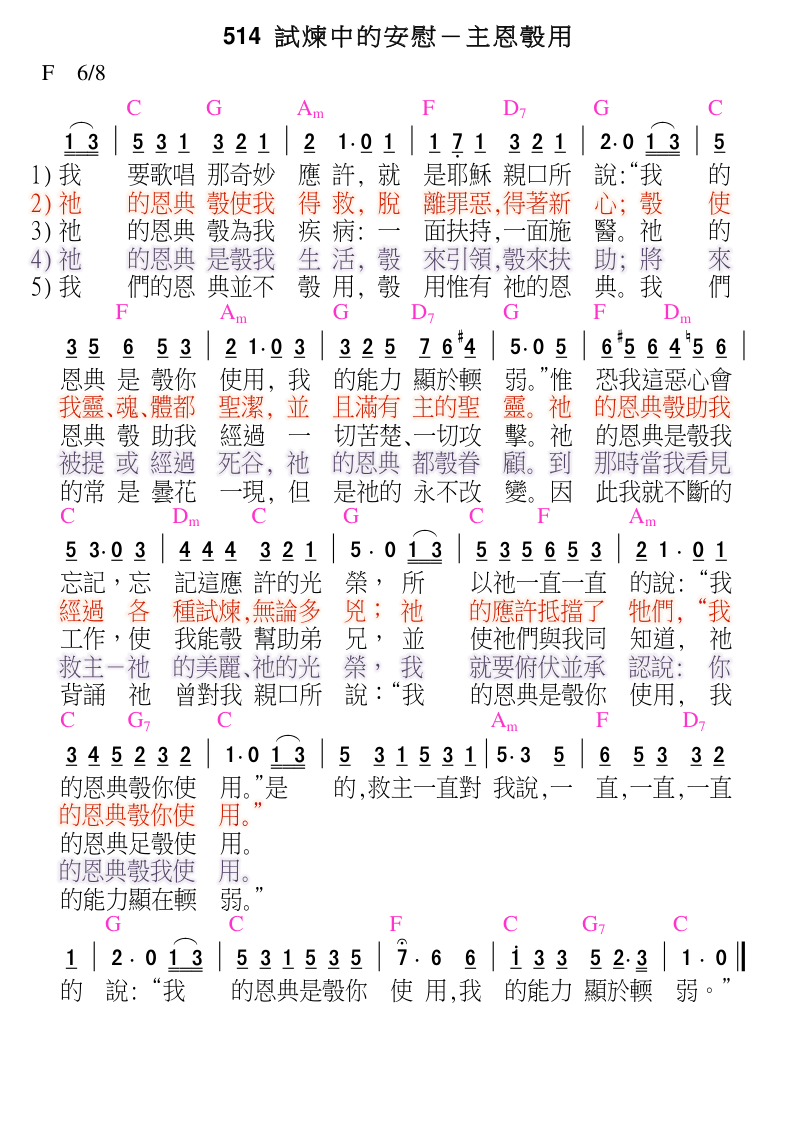 514 試煉中的安慰－主恩彀用
F 6/8
C G Am F D7 G C
1 3 | 5 3 1 3 2 1 | 2 1·0 1 | 1 7 1 3 2 1 | 2·0 1 3 | 5
1) 我 要歌唱 那奇妙 應 許, 就 是耶穌 親口所 說:“我 的
2) 祂 的恩典 彀使我 得 救, 脫 離罪惡,得著新 心; 彀 使
3) 祂 的恩典 彀為我 疾 病: 一 面扶持,一面施 醫。祂 的
4) 祂 的恩典 是彀我 生 活, 彀 來引領,彀來扶 助; 將 來
5) 我 們的恩 典並不 彀 用, 彀 用惟有 祂的恩 典。我 們
F Am G D7 G F Dm
3 5 6 5 3 | 2 1·0 3 | 3 2 5 7 6 #4 | 5·0 5 | 6 #5 6 4 ♮5 6 |
恩典 是 彀你 使用, 我 的能力 顯於輭 弱。”惟 恐我這惡心會
我靈、魂、體都 聖潔, 並 且滿有 主的聖 靈。祂 的恩典彀助我
恩典 彀 助我 經過 一 切苦楚、一切攻 擊。祂 的恩典是彀我
被提 或 經過 死谷, 祂 的恩典 都彀眷 顧。到 那時當我看見
的常 是 曇花 一現, 但 是祂的 永不改 變。因 此我就不斷的
C Dm C G C F Am
5 3·0 3 | 4 4 4 3 2 1 | 5·0 1 3 | 5 3 5 6 5 3 | 2 1·0 1
忘記，忘 記這應 許的光 榮， 所 以祂一直一直 的說: “我
經過 各 種試煉,無論多 兇； 祂 的應許抵擋了 牠們, “我
工作，使 我能彀 幫助弟 兄， 並 使祂們與我同 知道, 祂
救主－祂 的美麗、祂的光 榮， 我 就要俯伏並承 認說: 你
背誦 祂 曾對我 親口所 說：“我 的恩典是彀你 使用, 我
C G7 C Am F D7
3 4 5 2 3 2 | 1·0 1 3 | 5 3 1 5 3 1 | 5·3 5 | 6 5 3 3 2
的恩典彀你使 用。”是 的,救主一直對 我說,一 直,一直,一直
的恩典彀你使 用。”
的恩典足彀使 用。
的恩典彀我使 用。
的能力顯在輭 弱。”
G C F C G7 C
1 | 2·0 1 3 | 5 3 1 5 3 5 | 7·6 6 | 1 3 3 5 2·3 | 1·0 ‖
的 說: “我 的恩典是彀你 使 用,我 的能力 顯於輭 弱。”